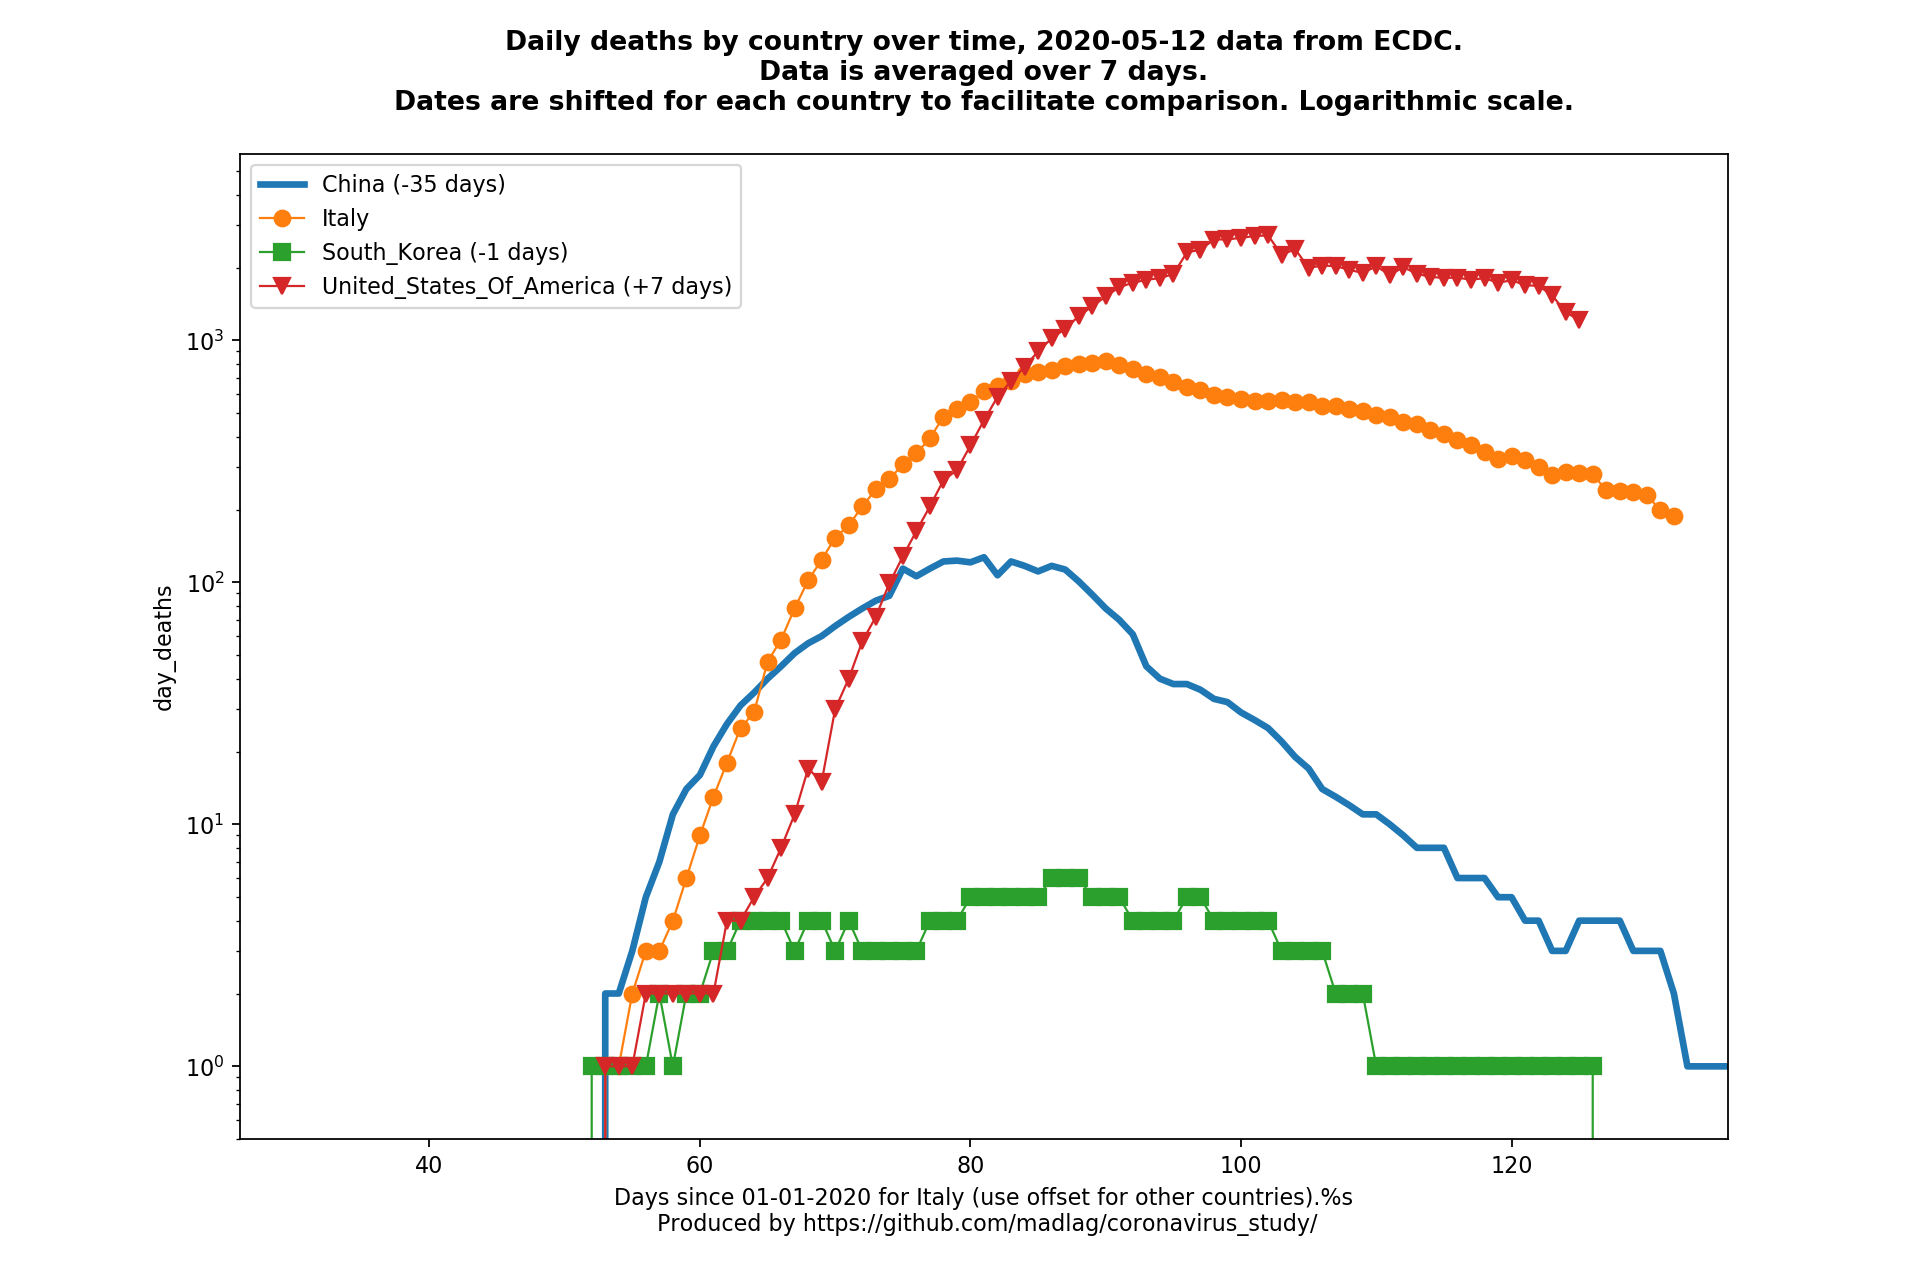 Daily deaths by country over time, 2020-05-12 data from ECDC.
Data is averaged over 7 days.
Dates are shifted for each country to facilitate comparison. Logarithmic scale.
China (-35 days)
Italy
South_Korea (-1 days)
United_States_Of_America (+7 days)
10³
10²
10¹
10⁰
day_deaths
40 60 80 100 120
Days since 01-01-2020 for Italy (use offset for other countries).%s
Produced by https://github.com/madlag/coronavirus_study/